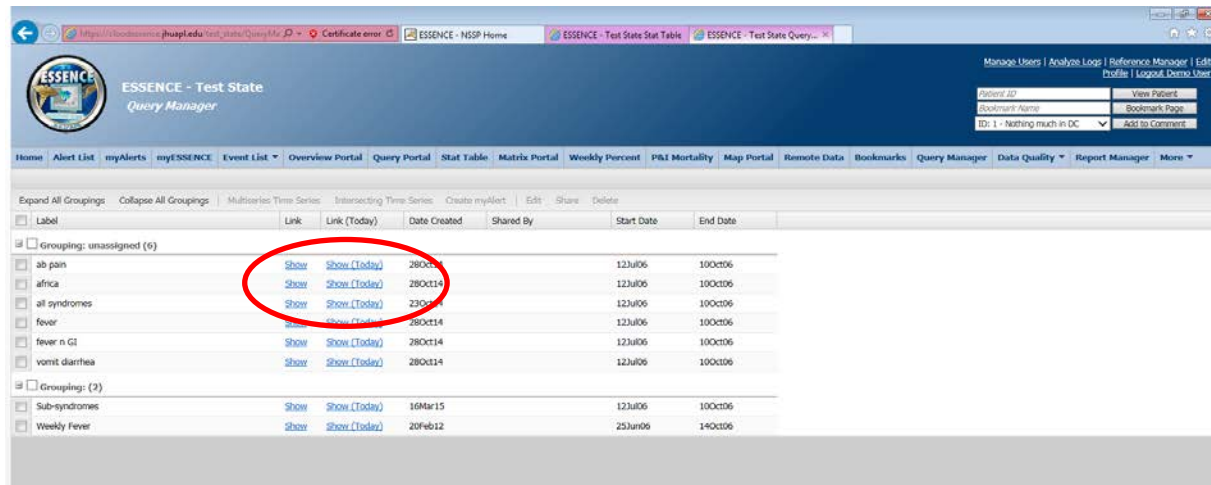 jhuapl.edu Certificate error ESSENCE - NSSP Home ESSENCE - Test State Stat Table ESSENCE - Test State Query...
Manage Users | Analyze Logs | Reference Manager | Edit
Profile | Logout Demo User
ESSENCE
ESSENCE - Test State
Query Manager
Patient ID View Patient
Bookmark Name Bookmark Page
ID: 1 - Nothing much in DC Add to Comment
Home Alert List myAlerts myESSENCE Event List Overview Portal Query Portal Stat Table Matrix Portal Weekly Percent P&I Mortality Map Portal Remote Data Bookmarks Query Manager Data Quality Report Manager More
Expand All Groupings Collapse All Groupings | Multiseries Time Series Intersecting Time Series Create myAlert | Edit Share Delete
Label Link Link (Today) Date Created Shared By Start Date End Date
Grouping: unassigned (6)
ab pain Show Show (Today) 28Oct14 12Jul06 10Oct06
africa Show Show (Today) 28Oct14 12Jul06 10Oct06
all syndromes Show Show (Today) 23Oct14 12Jul06 10Oct06
fever Show Show (Today) 28Oct14 12Jul06 10Oct06
fever n GI Show Show (Today) 28Oct14 12Jul06 10Oct06
vomit diarrhea Show Show (Today) 28Oct14 12Jul06 10Oct06
Grouping: (2)
Sub-syndromes Show Show (Today) 16Mar15 12Jul06 10Oct06
Weekly Fever Show Show (Today) 20Feb12 25Jun06 14Oct06